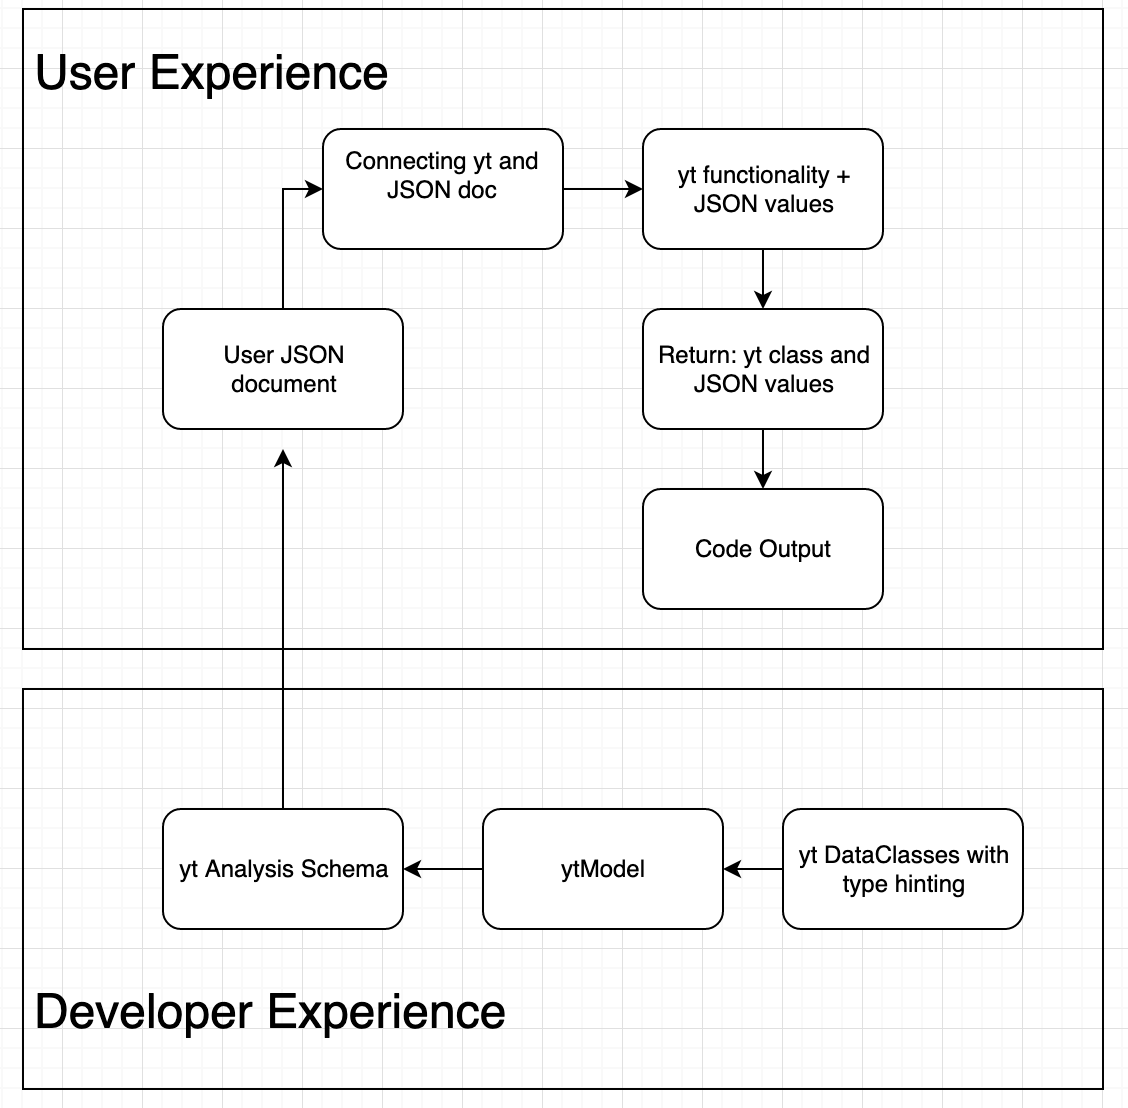 User Experience
Connecting yt and
JSON doc
yt functionality +
JSON values
User JSON
document
Return: yt class and
JSON values
Code Output
yt Analysis Schema
ytModel
yt DataClasses with
type hinting
Developer Experience